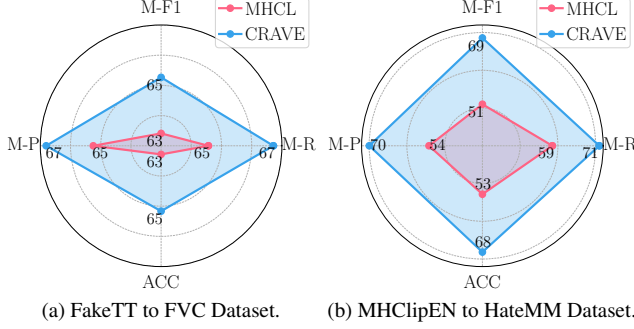 M-F1
MHCL
CRAVE
65
M-P
67
65
63
63
65
67
M-R
65
ACC
(a) FakeTT to FVC Dataset.
M-F1
MHCL
CRAVE
69
51
M-P
70
54
59
71
M-R
53
68
ACC
(b) MHClipEN to HateMM Dataset.